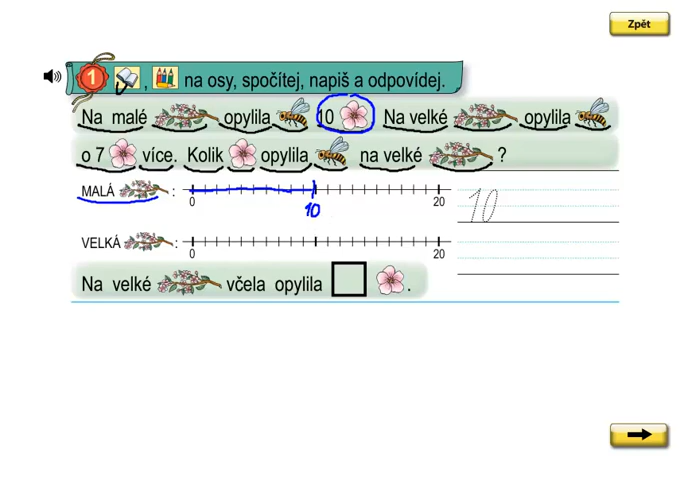 Zpět
1 , na osy, spočítej, napiš a odpovídej.
Na malé opylila 10 Na velké opylila
o 7 více. Kolik opylila na velké ?
MALÁ : 0 20 10
10
VELKÁ : 0 20
Na velké včela opylila .